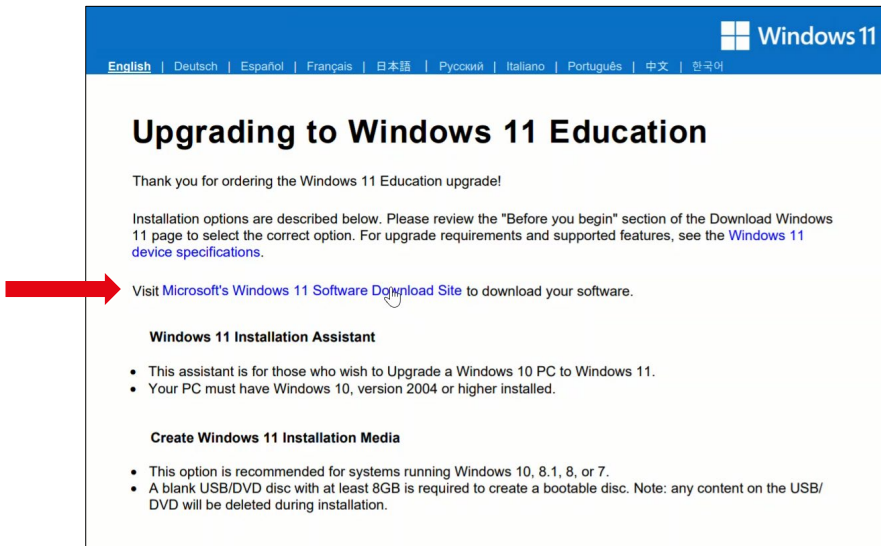 Windows 11
English | Deutsch | Español | Français | 日本語 | Русский | Italiano | Português | 中文 | 한국어
Upgrading to Windows 11 Education
Thank you for ordering the Windows 11 Education upgrade!
Installation options are described below. Please review the "Before you begin" section of the Download Windows
11 page to select the correct option. For upgrade requirements and supported features, see the Windows 11
device specifications.
Visit Microsoft's Windows 11 Software Download Site to download your software.
Windows 11 Installation Assistant
• This assistant is for those who wish to Upgrade a Windows 10 PC to Windows 11.
• Your PC must have Windows 10, version 2004 or higher installed.
Create Windows 11 Installation Media
• This option is recommended for systems running Windows 10, 8.1, 8, or 7.
• A blank USB/DVD disc with at least 8GB is required to create a bootable disc. Note: any content on the USB/
DVD will be deleted during installation.